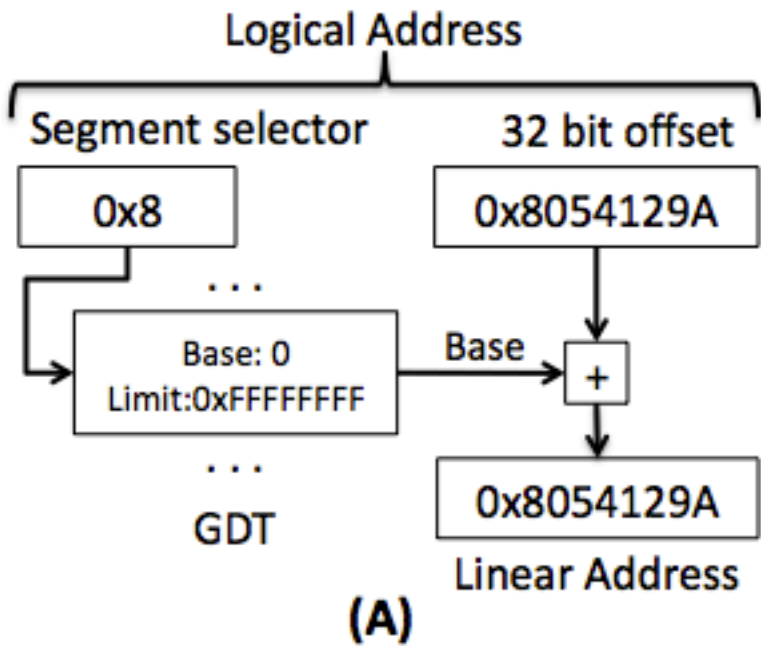 Logical Address
Segment selector
32 bit offset
0x8
0x8054129A
. . .
Base: 0
Limit:0xFFFFFFFF
Base
+
. . .
0x8054129A
GDT
Linear Address
(A)